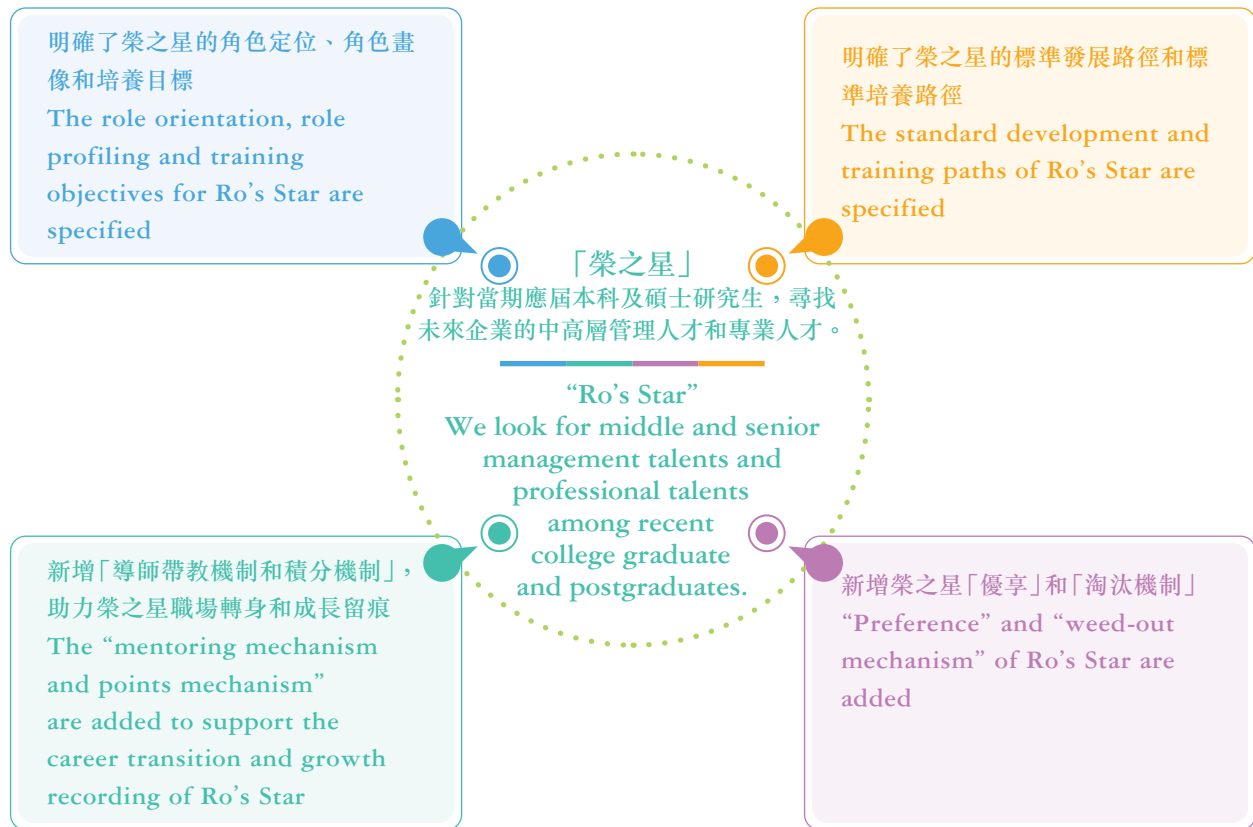 明確了榮之星的角色定位、角色畫
像和培養目標
The role orientation, role
profiling and training
objectives for Ro’s Star are
specified
明確了榮之星的標準發展路徑和標
準培養路徑
The standard development and
training paths of Ro’s Star are
specified
「榮之星」
針對當期應屆本科及碩士研究生，尋找
未來企業的中高層管理人才和專業人才。
“Ro’s Star”
We look for middle and senior
management talents and
professional talents
among recent
college graduate
and postgraduates.
新增「導師帶教機制和積分機制」，
助力榮之星職場轉身和成長留痕
The “mentoring mechanism
and points mechanism”
are added to support the
career transition and growth
recording of Ro’s Star
新增榮之星「優享」和「淘汰機制」
“Preference” and “weed-out
mechanism” of Ro’s Star are
added